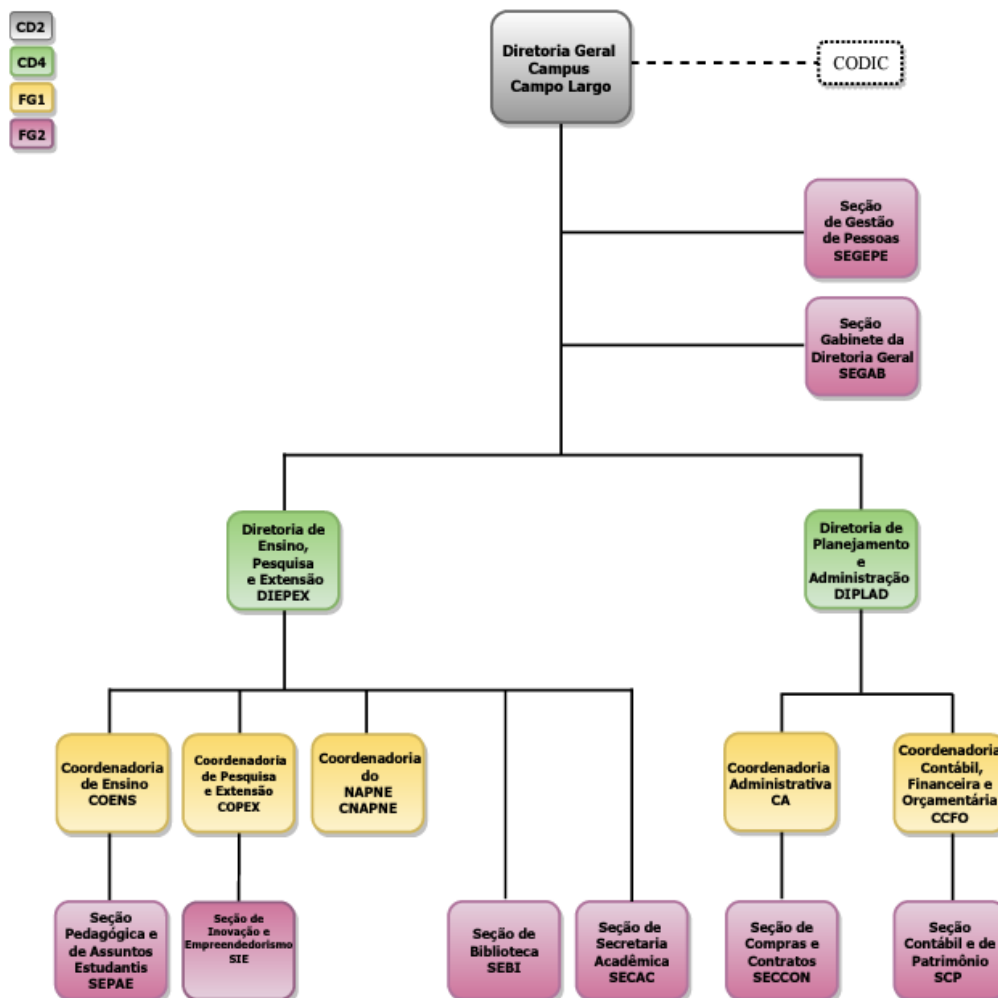 CD2
CD4
FG1
FG2
Diretoria Geral
Campus
Campo Largo
CODIC
Seção
de Gestão
de Pessoas
SEGEPE
Seção
Gabinete da
Diretoria Geral
SEGAB
Diretoria de
Ensino,
Pesquisa
e Extensão
DIEPEX
Diretoria de
Planejamento
e
Administração
DIPLAD
Coordenadoria
de Ensino
COENS
Coordenadoria
de Pesquisa
e Extensão
COPEX
Coordenadoria
do
NAPNE
CNAPNE
Coordenadoria
Administrativa
CA
Coordenadoria
Contábil,
Financeira e
Orçamentária
CCFO
Seção
Pedagógica e
de Assuntos
Estudantis
SEPAE
Seção de
Inovação e
Empreendedorismo
SIE
Seção de
Biblioteca
SEBI
Seção de
Secretaria
Acadêmica
SECAC
Seção de
Compras e
Contratos
SECCON
Seção
Contábil e de
Patrimônio
SCP